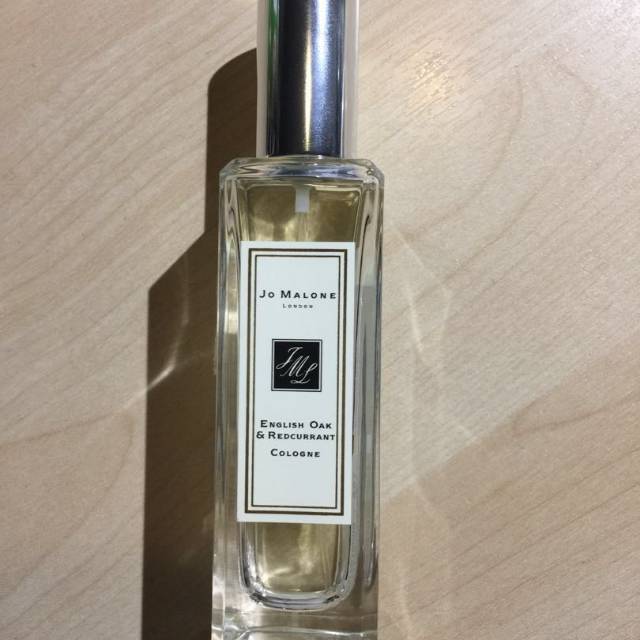 Jo Malone
London
JML
English Oak
& Redcurrant
Cologne